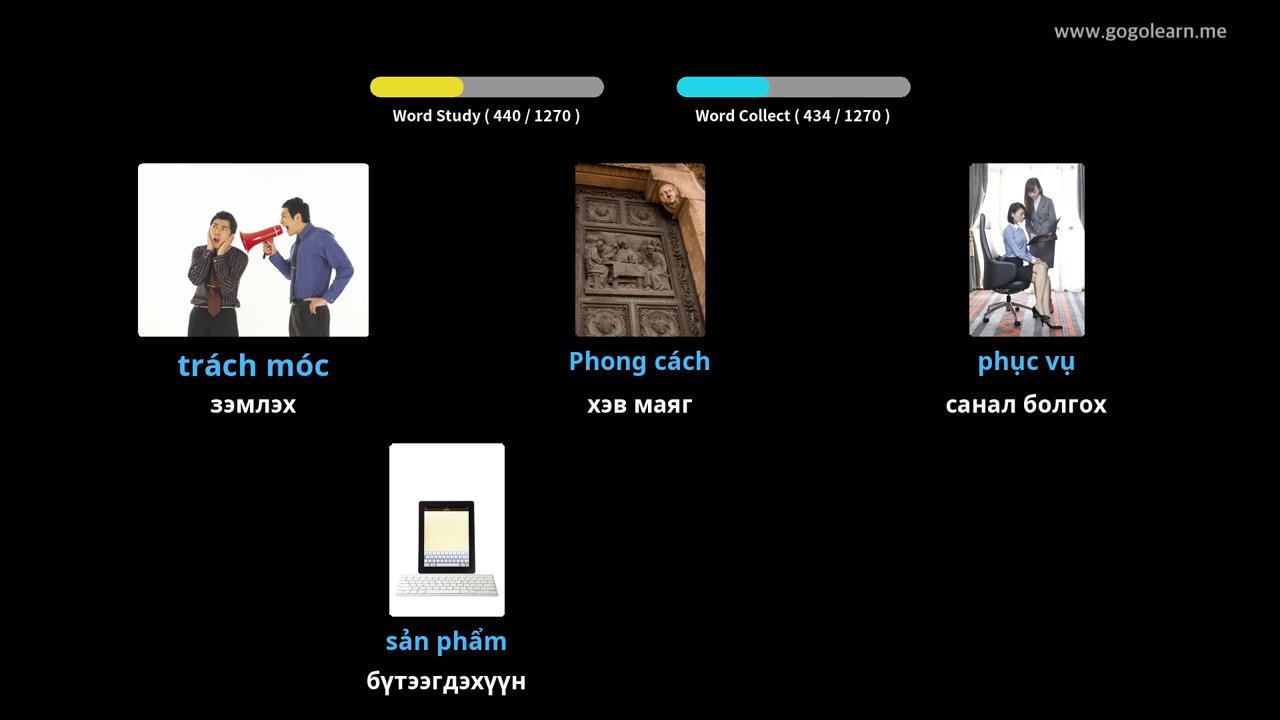 www.gogolearn.me
Word Study ( 440 / 1270 )
Word Collect ( 434 / 1270 )
trách móc
зэмлэх
Phong cách
хэв маяг
phục vụ
санал болгох
sản phẩm
бүтээгдэхүүн